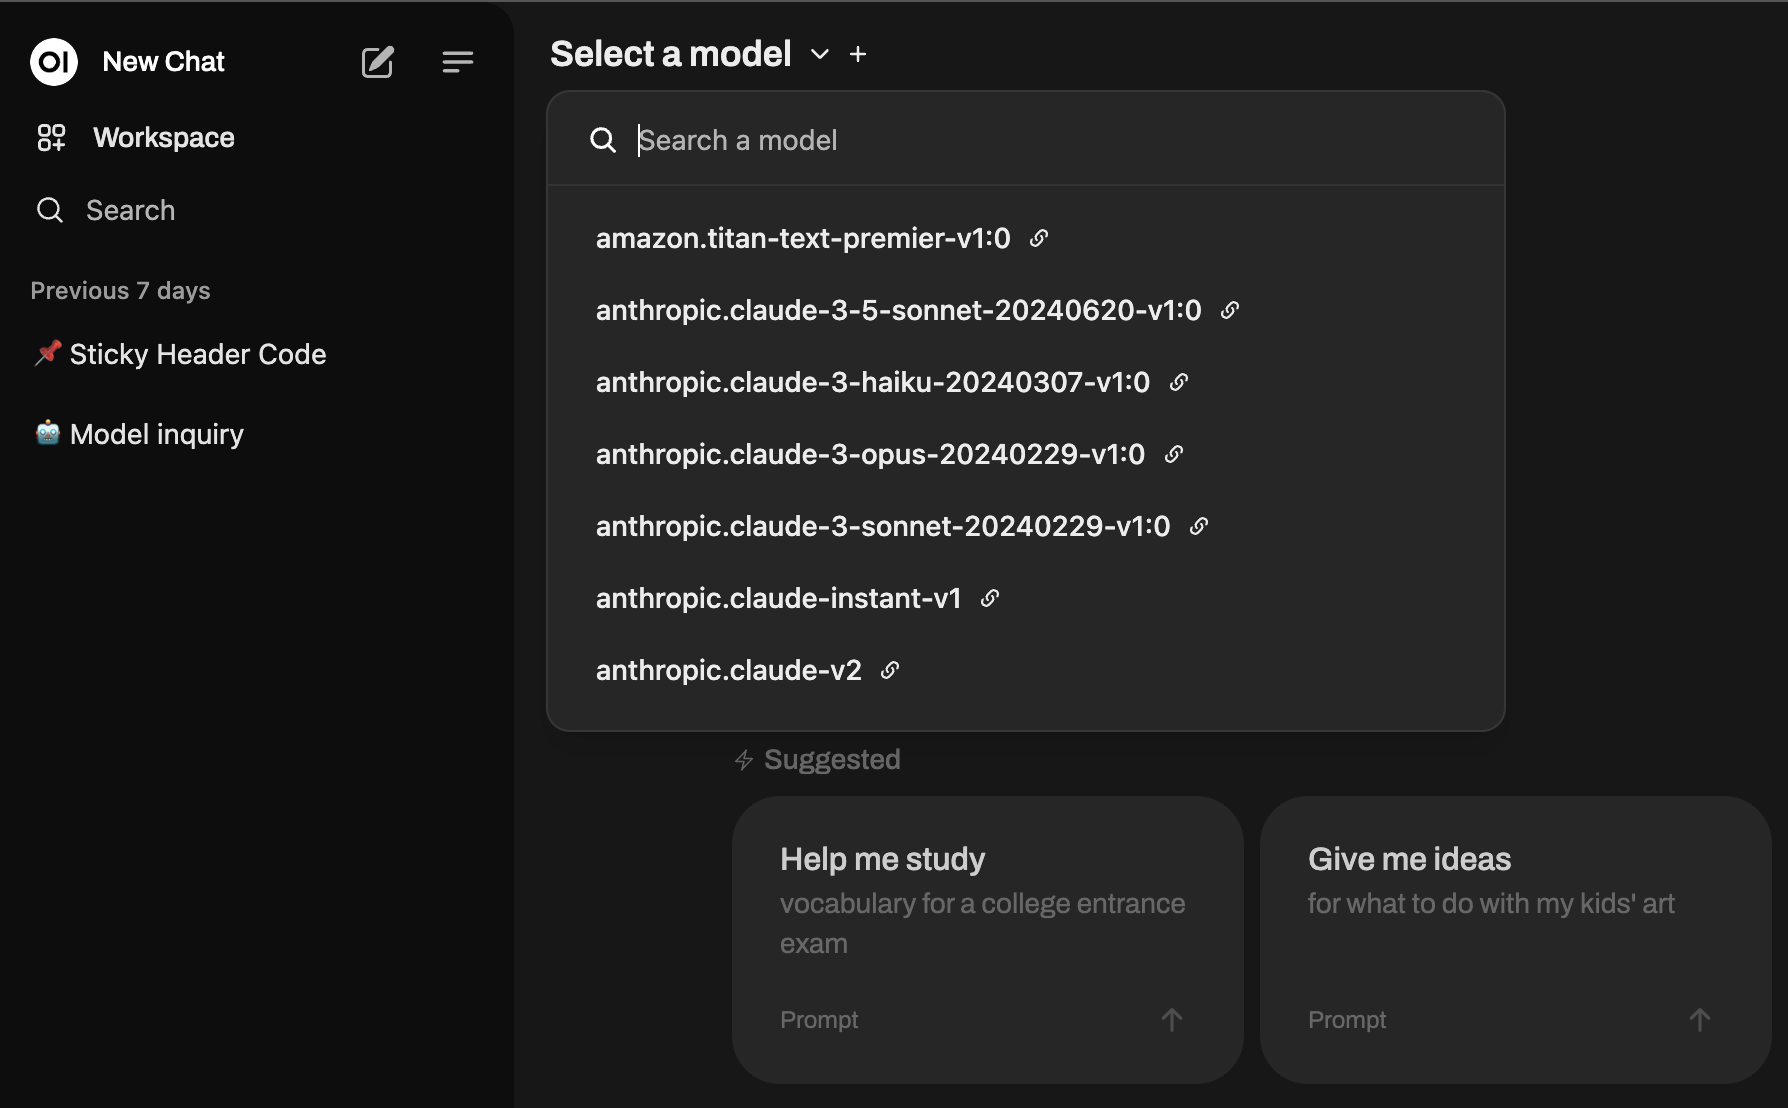 OI New Chat
Workspace
Search
Previous 7 days
📌 Sticky Header Code
🤖 Model inquiry
Select a model
Search a model
amazon.titan-text-premier-v1:0
anthropic.claude-3-5-sonnet-20240620-v1:0
anthropic.claude-3-haiku-20240307-v1:0
anthropic.claude-3-opus-20240229-v1:0
anthropic.claude-3-sonnet-20240229-v1:0
anthropic.claude-instant-v1
anthropic.claude-v2
Suggested
Help me study
vocabulary for a college entrance
exam
Prompt
Give me ideas
for what to do with my kids' art
Prompt